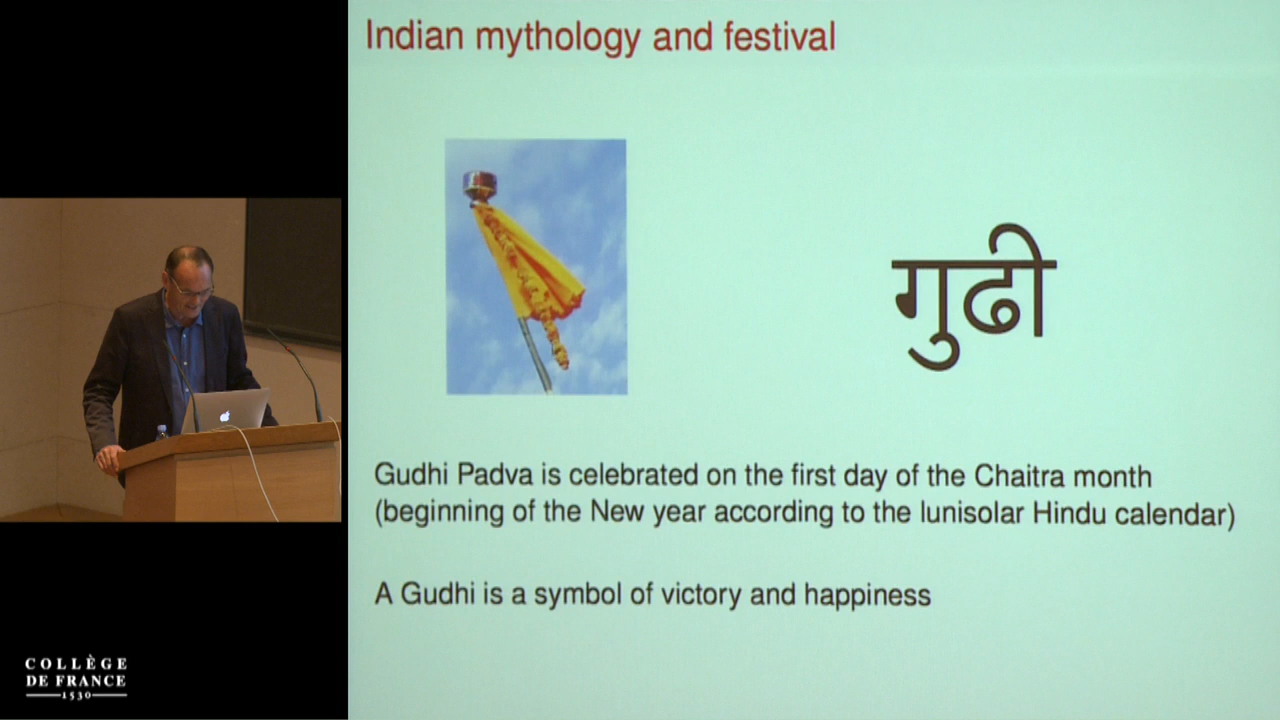 Indian mythology and festival
गुढी
Gudhi Padva is celebrated on the first day of the Chaitra month
(beginning of the New year according to the lunisolar Hindu calendar)
A Gudhi is a symbol of victory and happiness
COLLÈGE
DE FRANCE
1530